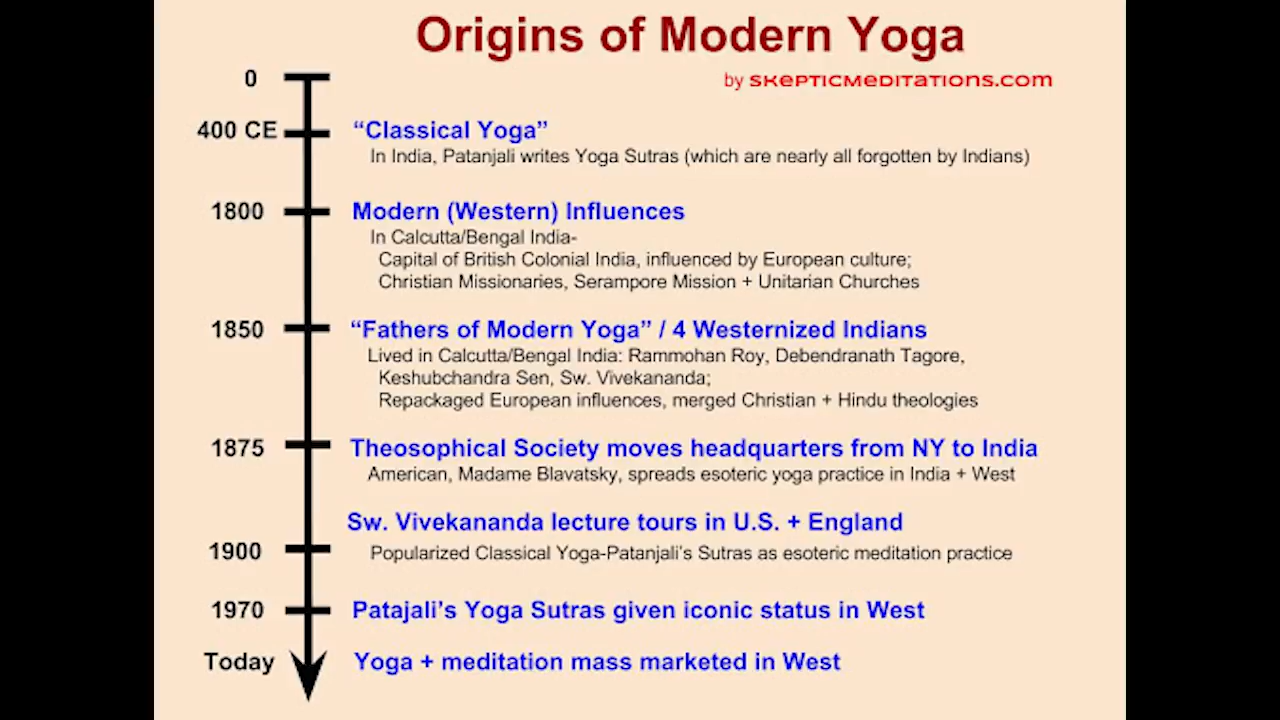 Origins of Modern Yoga
by SKEPTICMEDITATIONS.COM
0
400 CE
“Classical Yoga”
In India, Patanjali writes Yoga Sutras (which are nearly all forgotten by Indians)
1800
Modern (Western) Influences
In Calcutta/Bengal India-
Capital of British Colonial India, influenced by European culture;
Christian Missionaries, Serampore Mission + Unitarian Churches
1850
“Fathers of Modern Yoga” / 4 Westernized Indians
Lived in Calcutta/Bengal India: Rammohan Roy, Debendranath Tagore,
Keshubchandra Sen, Sw. Vivekananda;
Repackaged European influences, merged Christian + Hindu theologies
1875
Theosophical Society moves headquarters from NY to India
American, Madame Blavatsky, spreads esoteric yoga practice in India + West
Sw. Vivekananda lecture tours in U.S. + England
1900
Popularized Classical Yoga-Patanjali’s Sutras as esoteric meditation practice
1970
Patajali’s Yoga Sutras given iconic status in West
Today
Yoga + meditation mass marketed in West